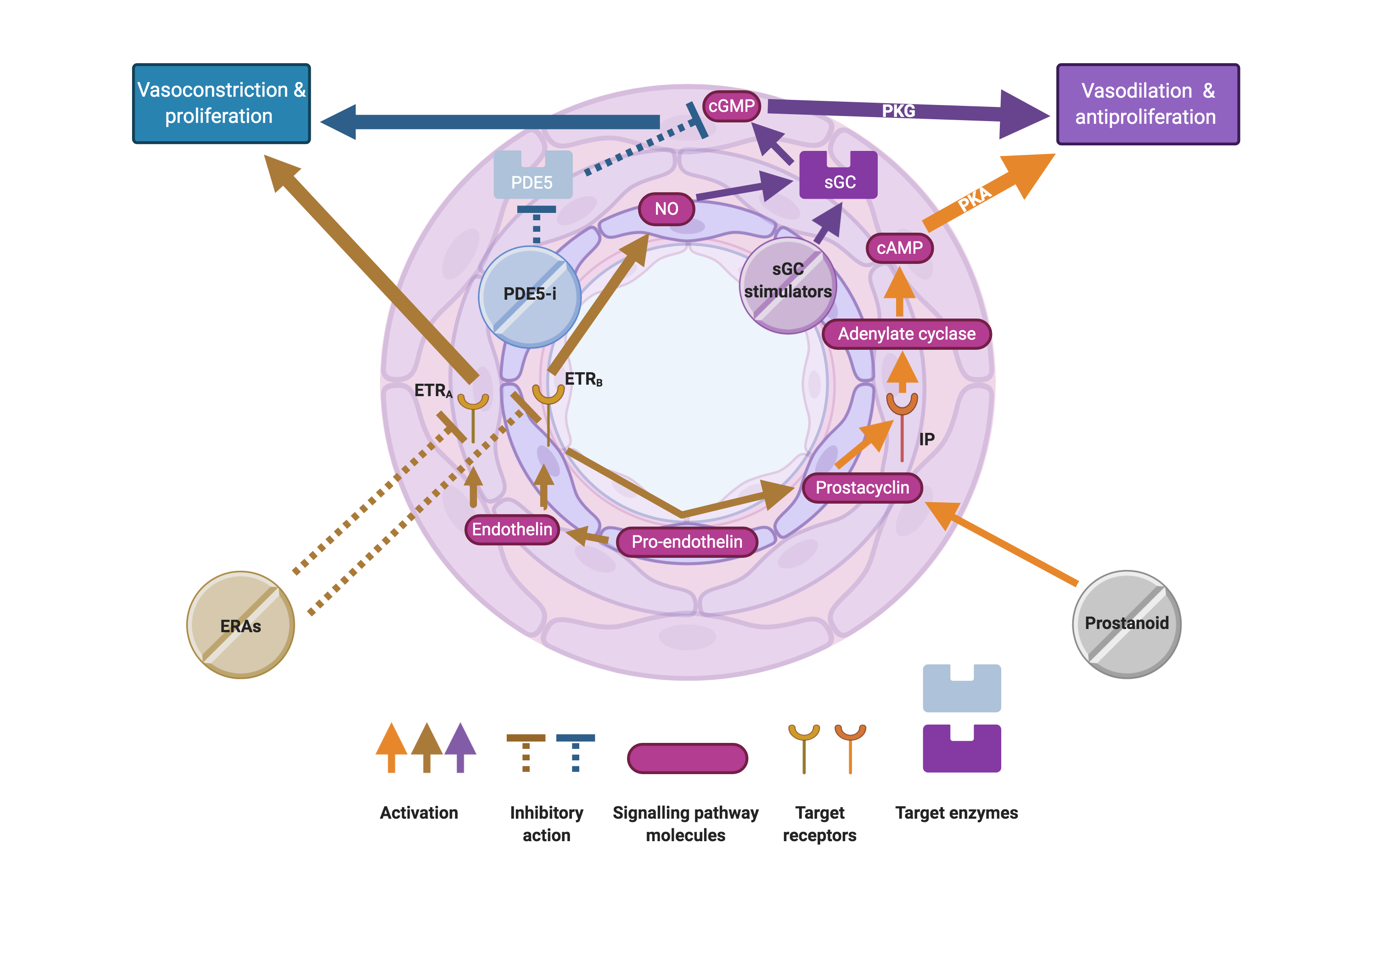 Vasoconstriction &
proliferation
cGMP
PKG
Vasodilation &
antiproliferation
PDE5
sGC
NO
PKA
cAMP
PDE5-i
sGC
stimulators
Adenylate cyclase
ETRA
ETRB
IP
Prostacyclin
Endothelin
Pro-endothelin
ERAs
Prostanoid
Activation
Inhibitory
action
Signalling pathway
molecules
Target
receptors
Target enzymes